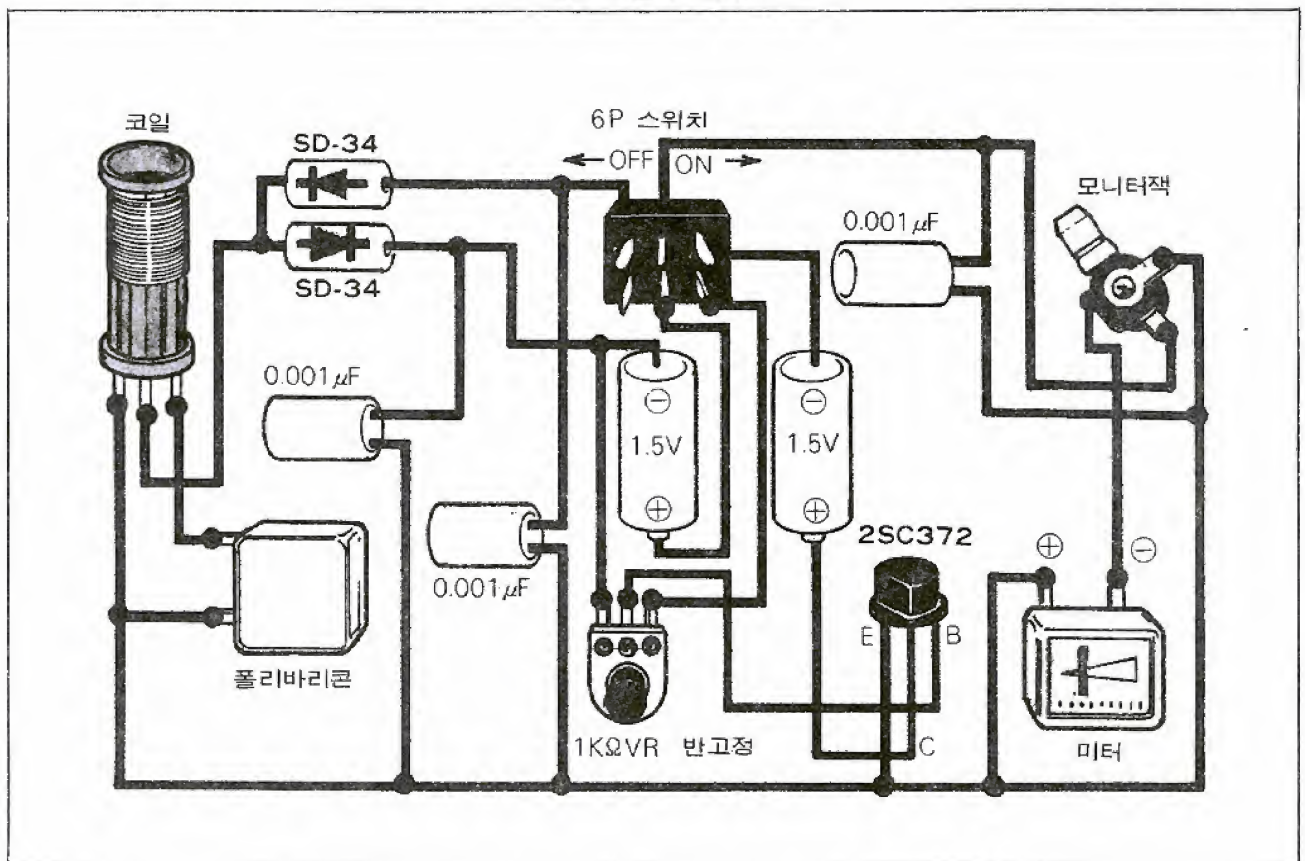 코일
SD-34
SD-34
6P 스위치
←OFF ON→
모니터잭
0.001μF
0.001μF
0.001μF
⊖
1.5V
⊕
⊖
1.5V
⊕
2SC372
E
B
C
⊕
⊖
폴리바리콘
1KΩVR 반고정
미터